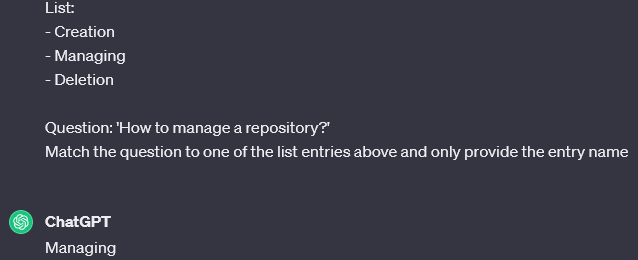 List:
- Creation
- Managing
- Deletion
Question: 'How to manage a repository?'
Match the question to one of the list entries above and only provide the entry name
ChatGPT
Managing